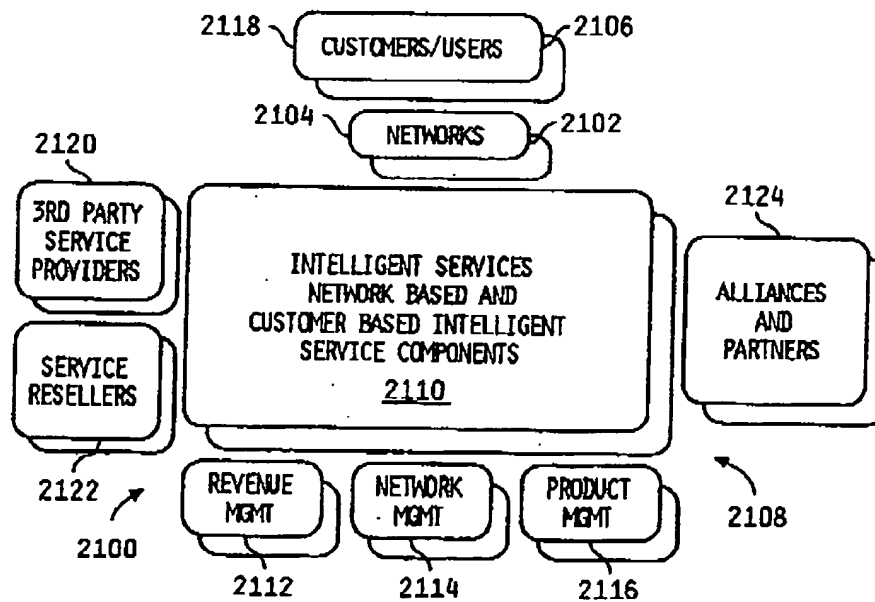 2118
CUSTOMERS/USERS
2106
2104
NETWORKS
2102
2120
3RD PARTY
SERVICE
PROVIDERS
INTELLIGENT SERVICES
NETWORK BASED AND
CUSTOMER BASED INTELLIGENT
SERVICE COMPONENTS
2110
2124
ALLIANCES
AND
PARTNERS
SERVICE
RESELLERS
2122
2100
REVENUE
MGMT
NETWORK
MGMT
PRODUCT
MGMT
2108
2112
2114
2116